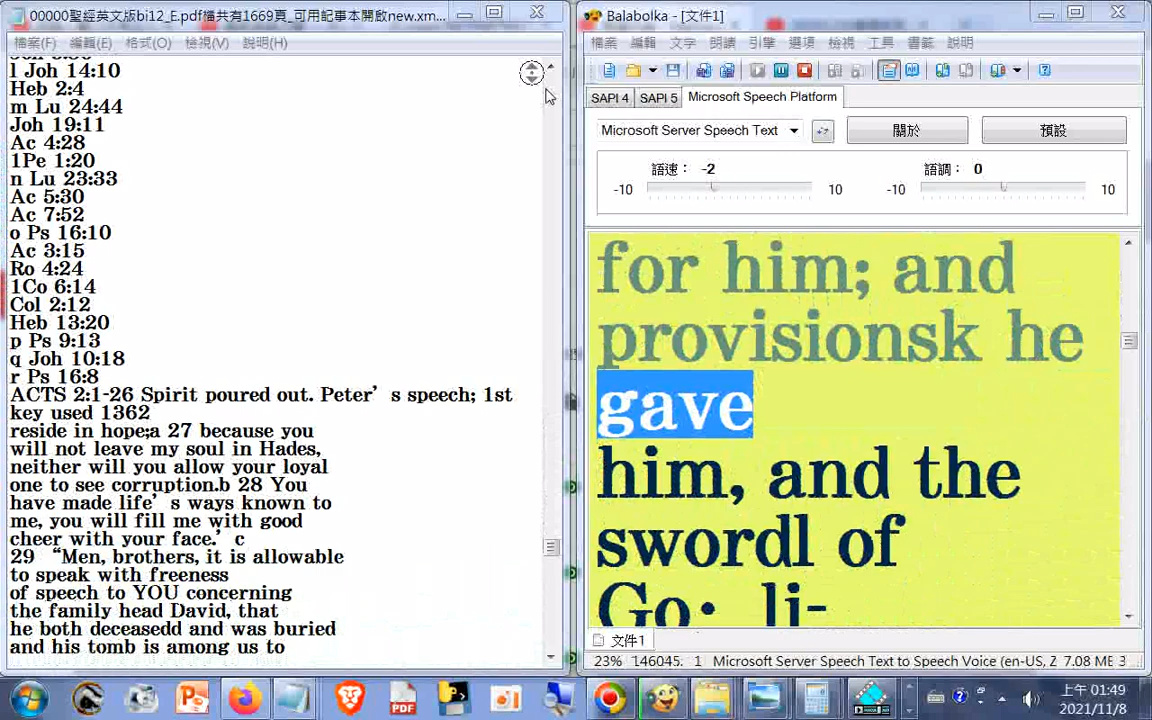 00000聖經英文版bi12_E.pdf檔共有1669頁_可用記事本開啟new.xm...
檔案(F) 編輯(E) 格式(O) 檢視(V) 說明(H)
l Joh 14:10
Heb 2:4
m Lu 24:44
Joh 19:11
Ac 4:28
1Pe 1:20
n Lu 23:33
Ac 5:30
Ac 7:52
o Ps 16:10
Ac 3:15
Ro 4:24
1Co 6:14
Col 2:12
Heb 13:20
p Ps 9:13
q Joh 10:18
r Ps 16:8
ACTS 2:1-26 Spirit poured out. Peter's speech; 1st
key used 1362
reside in hope;a 27 because you
will not leave my soul in Hades,
neither will you allow your loyal
one to see corruption.b 28 You
have made life's ways known to
me, you will fill me with good
cheer with your face.' c
29 “Men, brothers, it is allowable
to speak with freeness
of speech to YOU concerning
the family head David, that
he both deceasedd and was buried
and his tomb is among us to
Balabolka - [文件1]
檔案 編輯 文字 朗讀 引擎 選項 檢視 工具 書籤 說明
SAPI 4 SAPI 5 Microsoft Speech Platform
Microsoft Server Speech Text 關於 預設
語速： -2 語調： 0
-10 10 -10 10
for him; and
provisionsk he
gave
him, and the
swordl of
Go· li-
文件1
23% 146045. 1 Microsoft Server Speech Text to Speech Voice (en-US, Z 7.08 MB 3
PDF
上午 01:49
2021/11/8